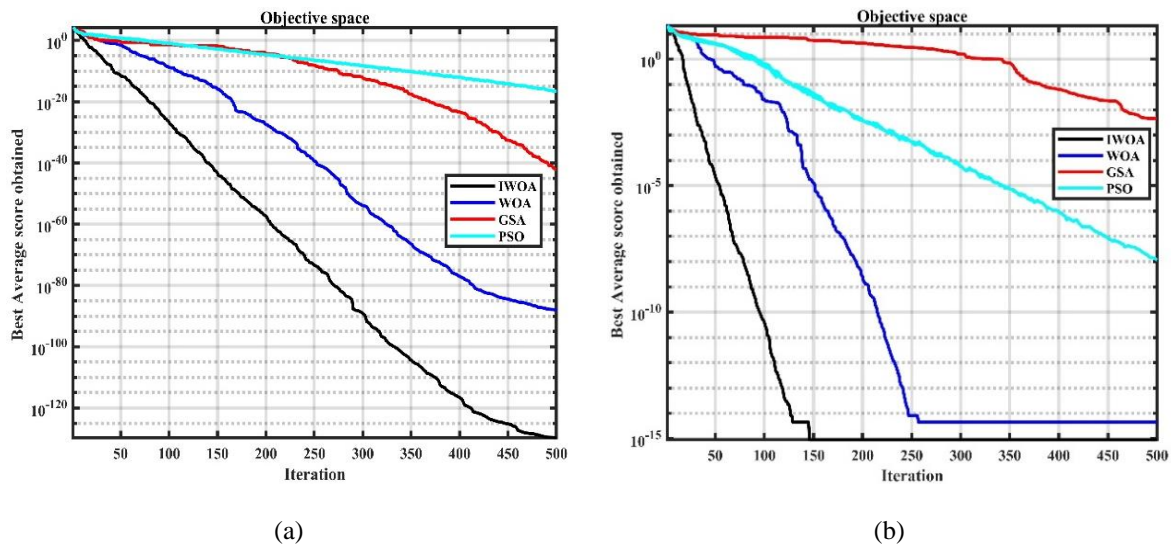 Objective space
Best Average score obtained
10^0
10^20
10^-40
10^-60
10^-80
10^-100
10^-120
IWOA
WOA
GSA
PSO
50 100 150 200 250 300 350 400 450 500
Iteration
(a)
Objective space
Best Average score obtained
10^0
10^-5
10^-10
10^-15
IWOA
WOA
GSA
PSO
50 100 150 200 250 300 350 400 450 500
Iteration
(b)